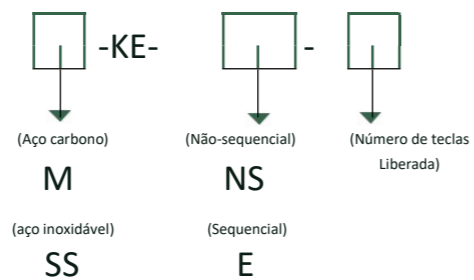 -KE- -
(Aço carbono) (Não-sequencial) (Número de teclas
Liberada)
M NS
(aço inoxidável) (Sequencial)
SS E